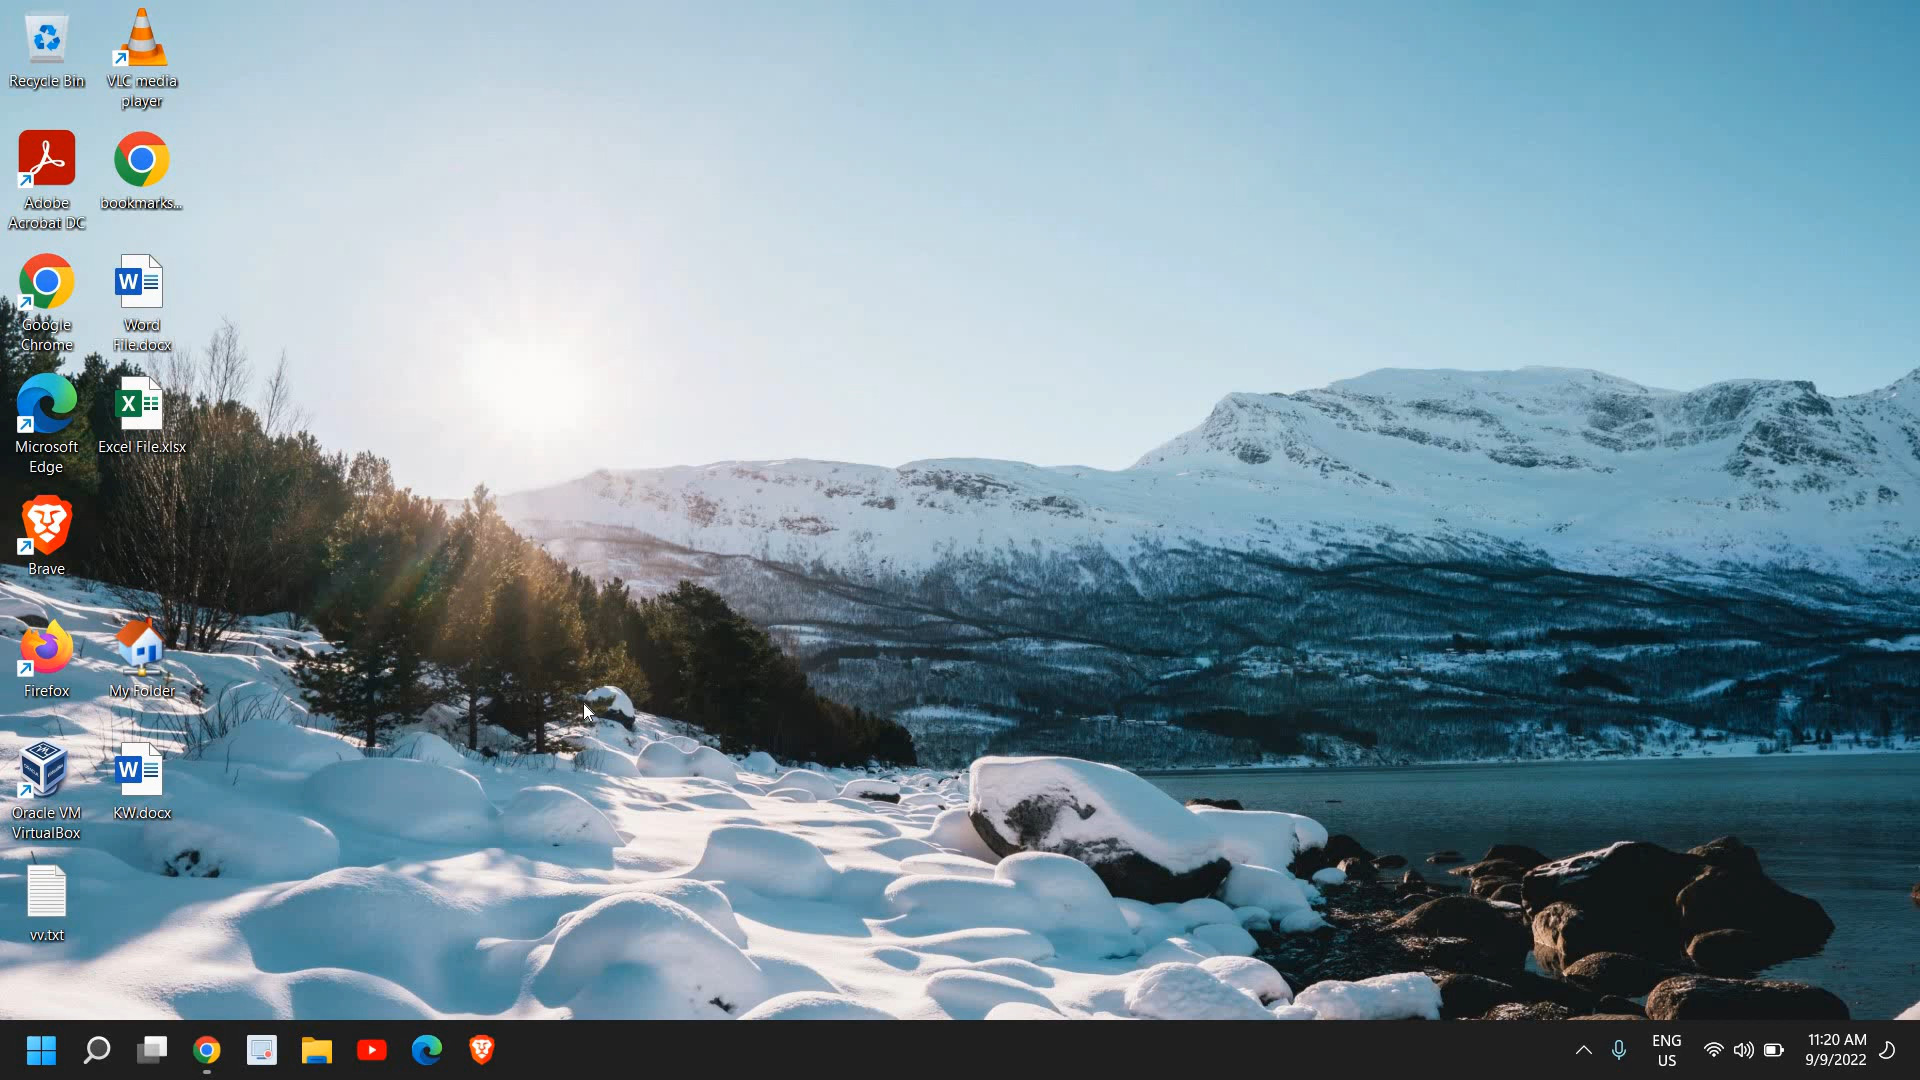 Recycle Bin
VLC media
player
Adobe
Acrobat DC
bookmarks...
Google
Chrome
Word
File.docx
Microsoft
Edge
Excel File.xlsx
Brave
Firefox
My Folder
Oracle VM
VirtualBox
KW.docx
vv.txt
ENG
US
11:20 AM
9/9/2022